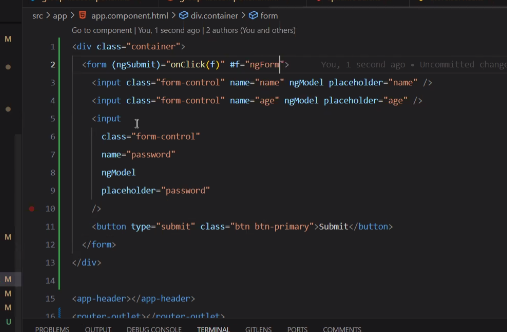 src > app > app.component.html > div.container > form
Go to component | You, 1 second ago | 2 authors (You and others)
1 <div class="container">
2 <form (ngSubmit)="onClick(f)" #f="ngForm"> You, 1 second ago • Uncommitted change
3 <input class="form-control" name="name" ngModel placeholder="name" />
4 <input class="form-control" name="age" ngModel placeholder="age" />
5 <input
6 class="form-control"
7 name="password"
8 ngModel
9 placeholder="password"
10 />
11 <button type="submit" class="btn btn-primary">Submit</button>
12 </form>
13 </div>
14
15 <app-header></app-header>
16 <router-outlet></router-outlet>
PROBLEMS OUTPUT DEBUG CONSOLE TERMINAL GITLENS PORTS COMMENTS
M
M
M
M
M
U